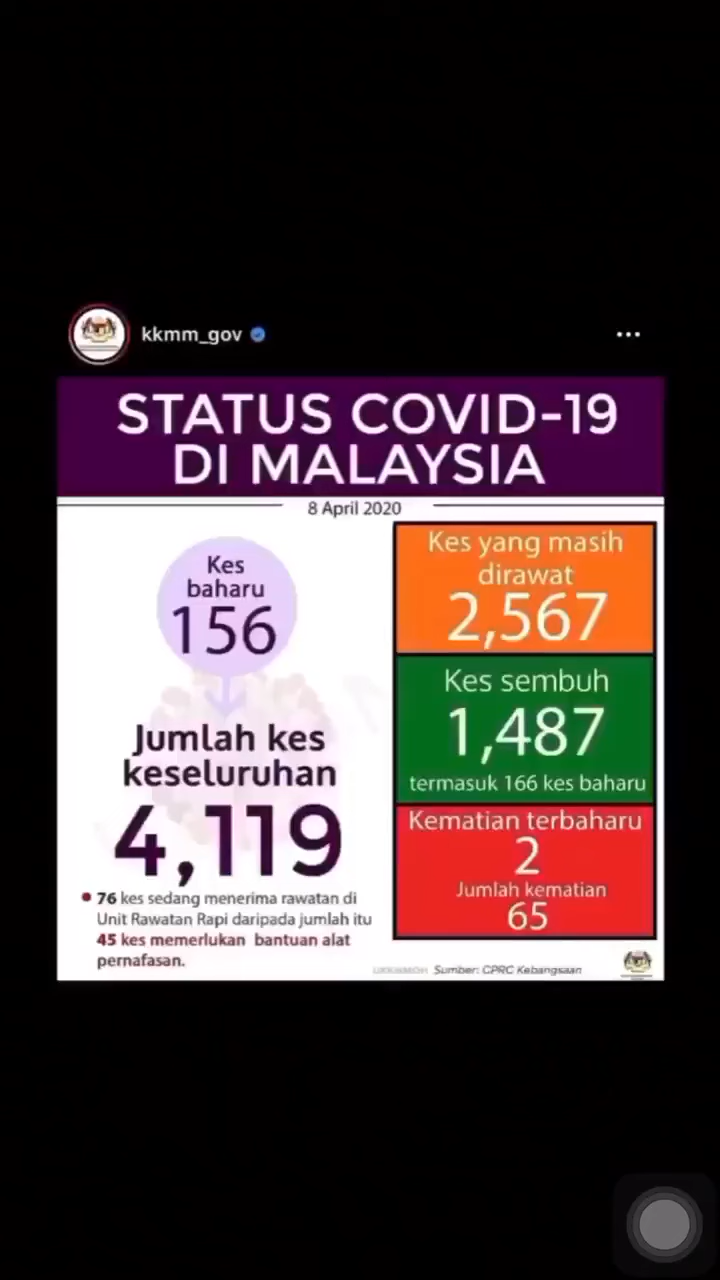 kkmm_gov
STATUS COVID-19
DI MALAYSIA
8 April 2020
Kes
baharu
156
Jumlah kes
keseluruhan
4,119
76 kes sedang menerima rawatan di
Unit Rawatan Rapi daripada jumlah itu
45 kes memerlukan bantuan alat
pernafasan.
Kes yang masih
dirawat
2,567
Kes sembuh
1,487
termasuk 166 kes baharu
Kematian terbaharu
2
Jumlah kematian
65
Sumber: CPRC Kebangsaan